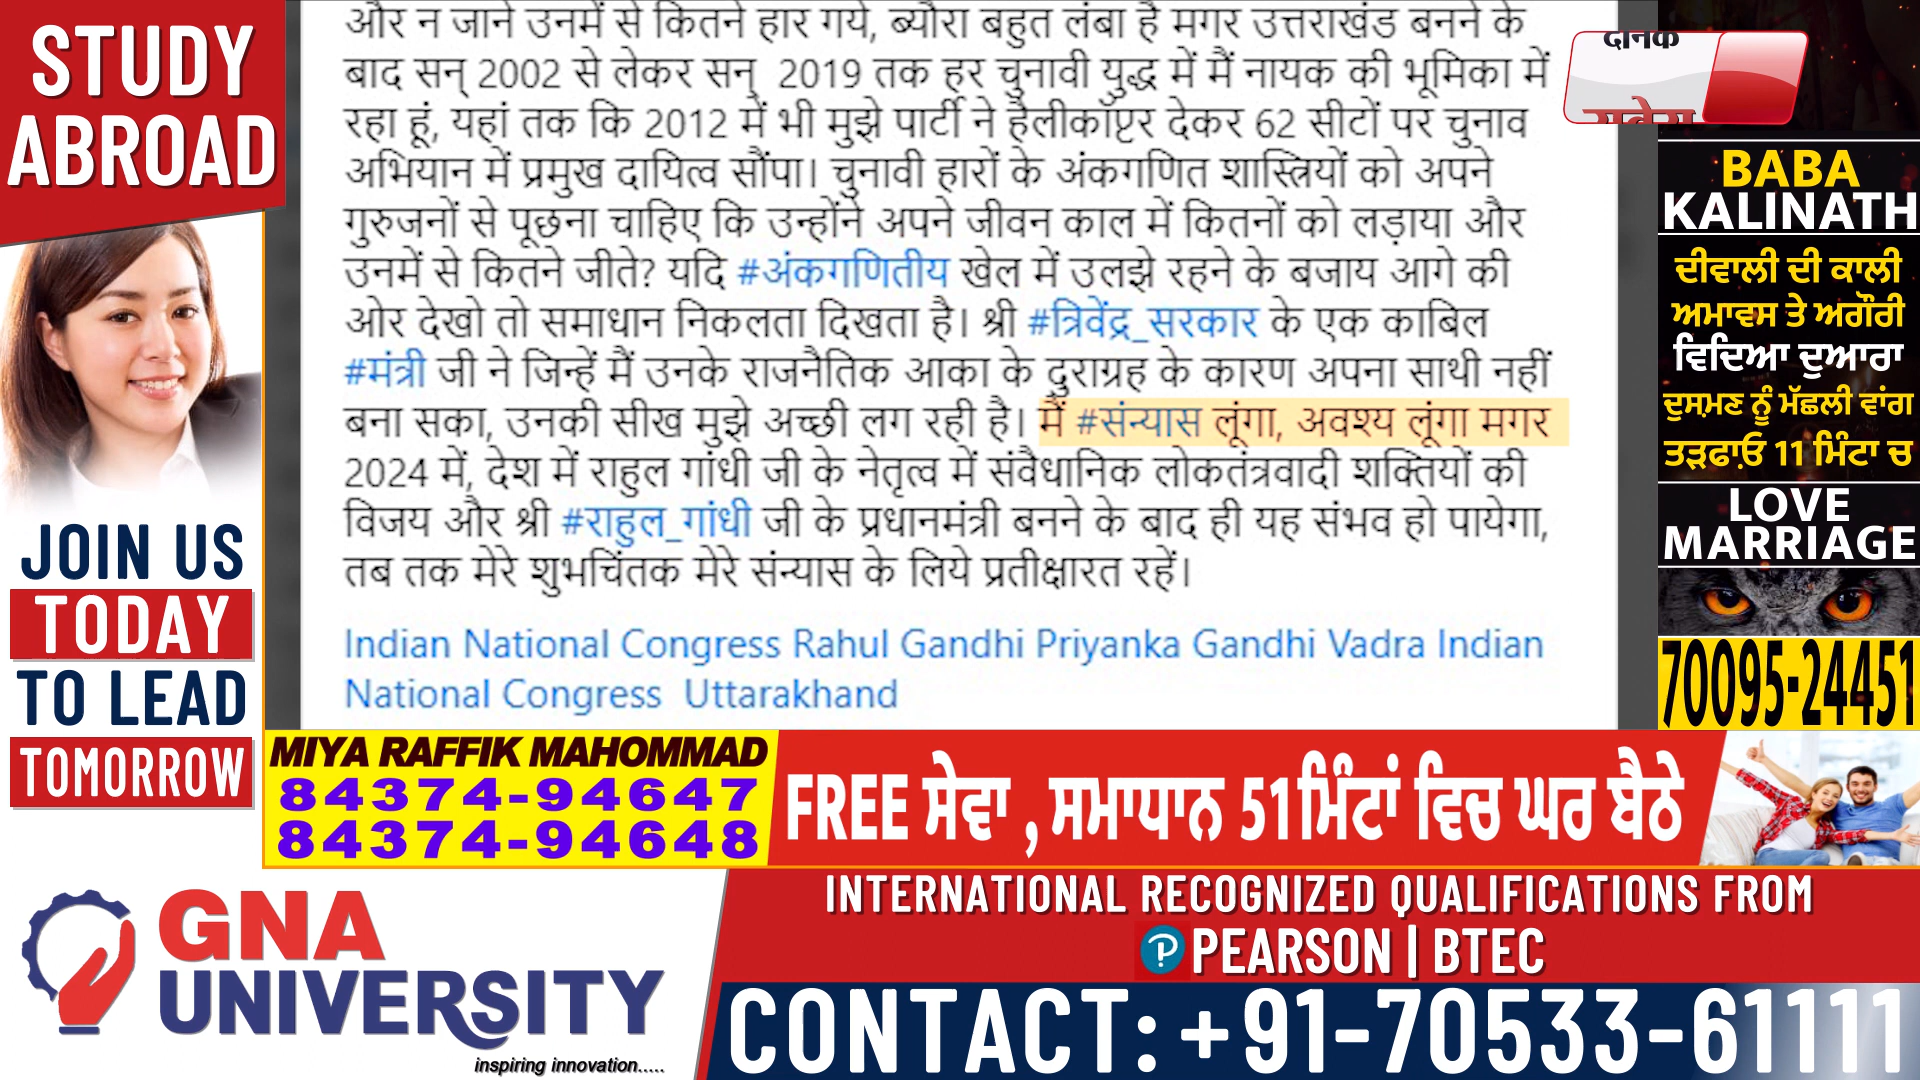 STUDY
ABROAD
JOIN US
TODAY
TO LEAD
TOMORROW
और न जाने उनमें से कितने हार गये, ब्यौरा बहुत लंबा है मगर उत्तराखंड बनने के
बाद सन् 2002 से लेकर सन् 2019 तक हर चुनावी युद्ध में मैं नायक की भूमिका में
रहा हूं, यहां तक कि 2012 में भी मुझे पार्टी ने हैलीकॉप्टर देकर 62 सीटों पर चुनाव
अभियान में प्रमुख दायित्व सौंपा। चुनावी हारों के अंकगणित शास्त्रियों को अपने
गुरुजनों से पूछना चाहिए कि उन्होंने अपने जीवन काल में कितनों को लड़ाया और
उनमें से कितने जीते? यदि #अंकगणितीय खेल में उलझे रहने के बजाय आगे की
ओर देखो तो समाधान निकलता दिखता है। श्री #त्रिवेंद्र_सरकार के एक काबिल
#मंत्री जी ने जिन्हें मैं उनके राजनैतिक आका के दुराग्रह के कारण अपना साथी नहीं
बना सका, उनकी सीख मुझे अच्छी लग रही है। मैं #संन्यास लूंगा, अवश्य लूंगा मगर
2024 में, देश में राहुल गांधी जी के नेतृत्व में संवैधानिक लोकतंत्रवादी शक्तियों की
विजय और श्री #राहुल_गांधी जी के प्रधानमंत्री बनने के बाद ही यह संभव हो पायेगा,
तब तक मेरे शुभचिंतक मेरे संन्यास के लिये प्रतीक्षारत रहें।
Indian National Congress Rahul Gandhi Priyanka Gandhi Vadra Indian
National Congress Uttarakhand
दैनिक
सवेरा
BABA
KALINATH
ਦੀਵਾਲੀ ਦੀ ਕਾਲੀ
ਅਮਾਵਸ ਤੇ ਅਗੌਰੀ
ਵਿਦਿਆ ਦੁਆਰਾ
ਦੁਸ਼ਮਣ ਨੂੰ ਮੱਛਲੀ ਵਾਂਗ
ਤੜਫਾਓ 11 ਮਿੰਟਾ ਚ
LOVE
MARRIAGE
70095-24451
MIYA RAFFIK MAHOMMAD
84374-94647
84374-94648
FREE ਸੇਵਾ , ਸਮਾਧਾਨ 51ਮਿੰਟਾਂ ਵਿਚ ਘਰ ਬੈਠੇ
GNA
UNIVERSITY
inspiring innovation.....
INTERNATIONAL RECOGNIZED QUALIFICATIONS FROM
PEARSON | BTEC
CONTACT: +91-70533-61111